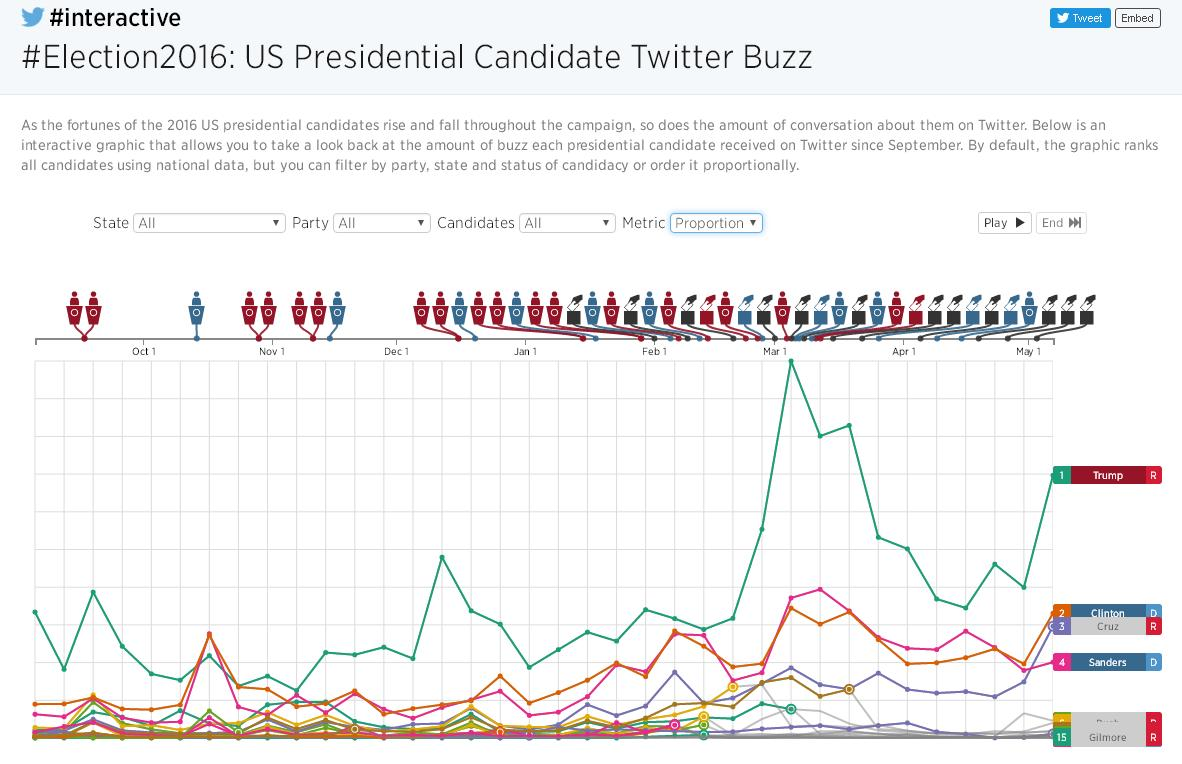 #interactive
Tweet
Embed
#Election2016: US Presidential Candidate Twitter Buzz
As the fortunes of the 2016 US presidential candidates rise and fall throughout the campaign, so does the amount of conversation about them on Twitter. Below is an
interactive graphic that allows you to take a look back at the amount of buzz each presidential candidate received on Twitter since September. By default, the graphic ranks
all candidates using national data, but you can filter by party, state and status of candidacy or order it proportionally.
State All Party All Candidates All Metric Proportion Play End
Oct 1 Nov 1 Dec 1 Jan 1 Feb 1 Mar 1 Apr 1 May 1
1 Trump R
2 Clinton D
3 Cruz R
4 Sanders D
15 Gilmore R